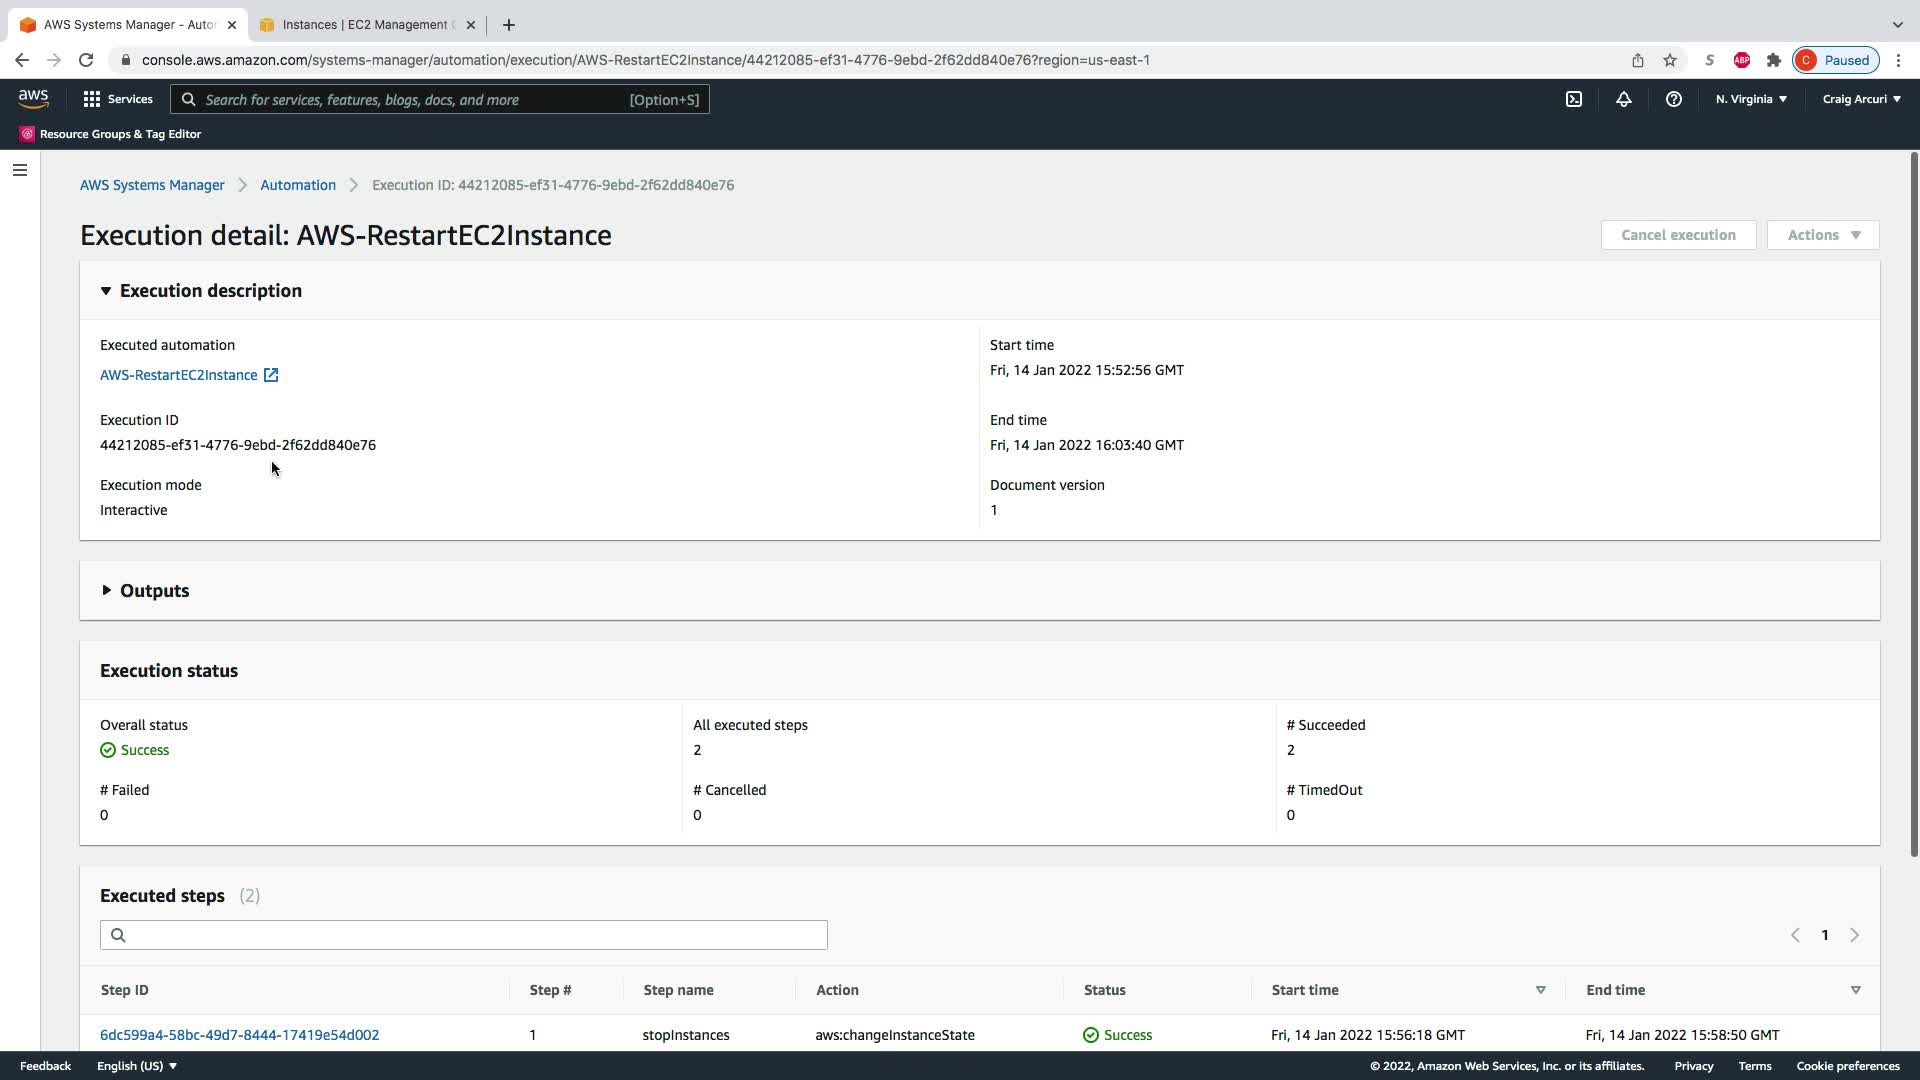 AWS Systems Manager - Auto
Instances | EC2 Management
console.aws.amazon.com/systems-manager/automation/execution/AWS-RestartEC2Instance/44212085-ef31-4776-9ebd-2f62dd840e76?region=us-east-1
S
ABP
C Paused
aws
Services
Search for services, features, blogs, docs, and more [Option+S]
N. Virginia
Craig Arcuri
Resource Groups & Tag Editor
AWS Systems Manager
Automation
Execution ID: 44212085-ef31-4776-9ebd-2f62dd840e76
Execution detail: AWS-RestartEC2Instance
Cancel execution
Actions
Execution description
Executed automation
AWS-RestartEC2Instance
Start time
Fri, 14 Jan 2022 15:52:56 GMT
Execution ID
44212085-ef31-4776-9ebd-2f62dd840e76
End time
Fri, 14 Jan 2022 16:03:40 GMT
Execution mode
Interactive
Document version
1
Outputs
Execution status
Overall status
Success
All executed steps
2
# Succeeded
2
# Failed
0
# Cancelled
0
# TimedOut
0
Executed steps (2)
1
Step ID Step # Step name Action Status Start time End time
6dc599a4-58bc-49d7-8444-17419e54d002 1 stopInstances aws:changeInstanceState Success Fri, 14 Jan 2022 15:56:18 GMT Fri, 14 Jan 2022 15:58:50 GMT
Feedback English (US) © 2022, Amazon Web Services, Inc. or its affiliates. Privacy Terms Cookie preferences